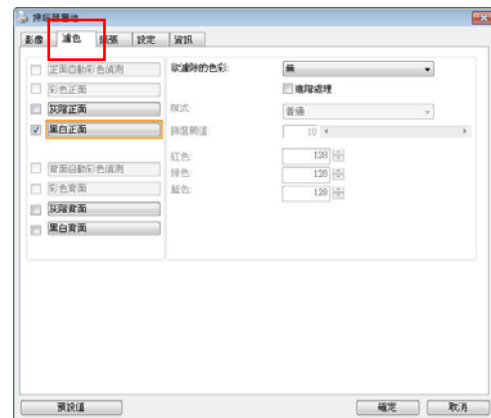 掃描器屬性
影像 濾色 紙張 設定 資訊
正面自動彩色偵測
彩色正面
灰階正面
黑白正面
背面自動彩色偵測
彩色背面
灰階背面
黑白背面
欲濾除的色彩: 無
進階處理
模式: 普通
濾色閥值: 10
紅色: 128
綠色: 128
藍色: 128
預設值 確定 取消